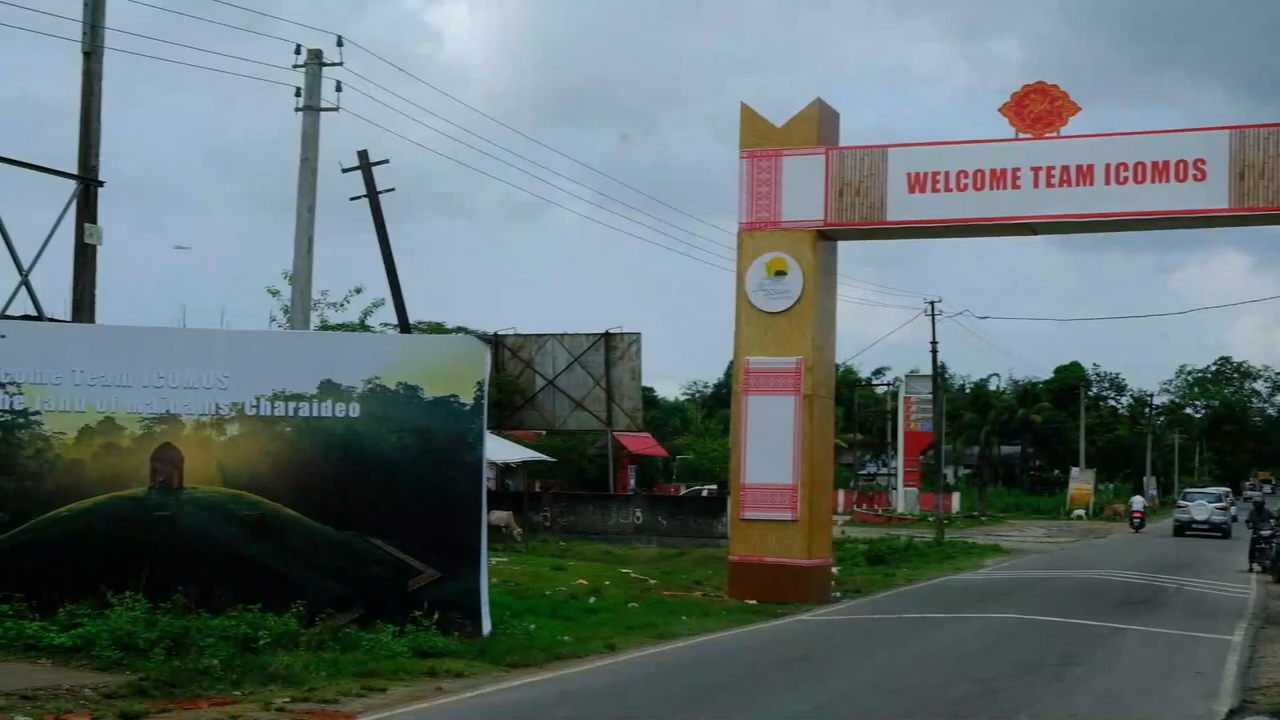 WELCOME TEAM ICOMOS
come Team ICOMOS
he land of Maidams, Charaideo